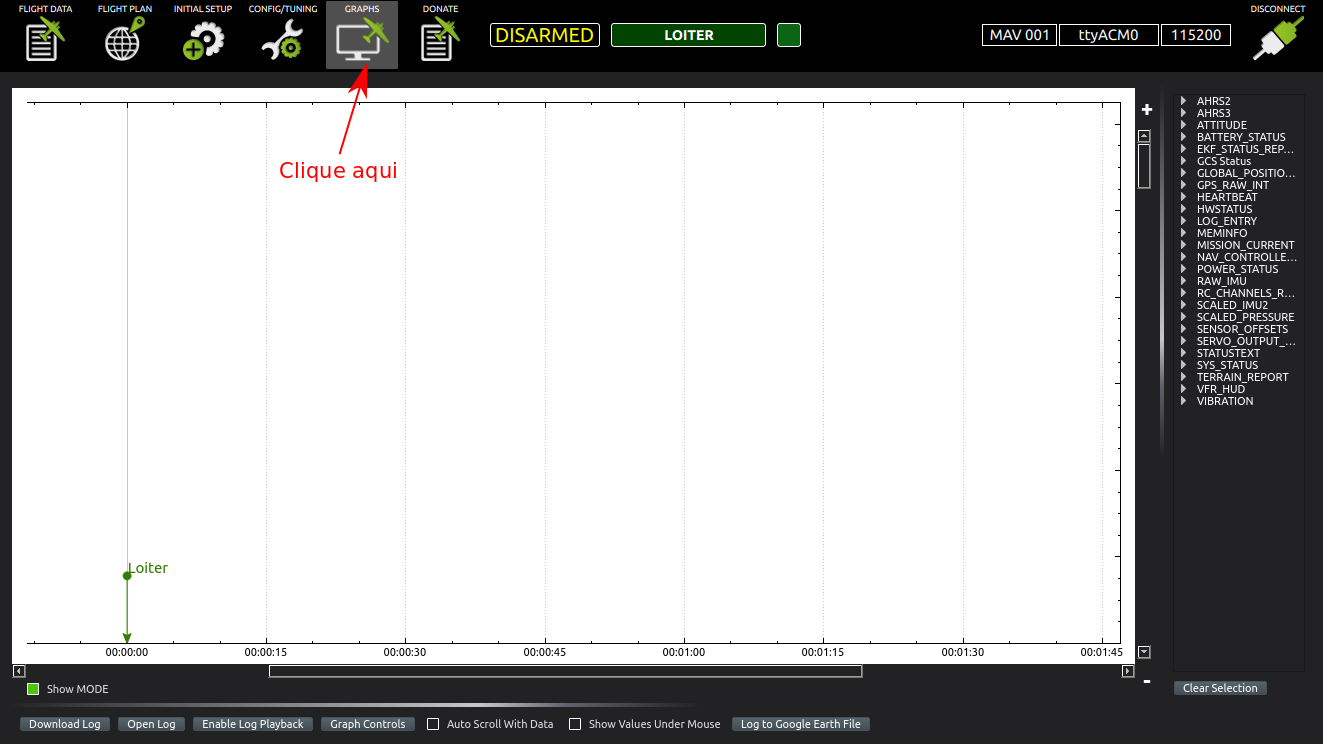 FLIGHT DATA
FLIGHT PLAN
INITIAL SETUP
CONFIG/TUNING
GRAPHS
DONATE
DISARMED
LOITER
MAV 001
ttyACM0
115200
DISCONNECT
Clique aqui
Loiter
00:00:00
00:00:15
00:00:30
00:00:45
00:01:00
00:01:15
00:01:30
00:01:45
+
-
AHRS2
AHRS3
ATTITUDE
BATTERY_STATUS
EKF_STATUS_REP...
GCS Status
GLOBAL_POSITIO...
GPS_RAW_INT
HEARTBEAT
HWSTATUS
LOG_ENTRY
MEMINFO
MISSION_CURRENT
NAV_CONTROLLE...
POWER_STATUS
RAW_IMU
RC_CHANNELS_R...
SCALED_IMU2
SCALED_PRESSURE
SENSOR_OFFSETS
SERVO_OUTPUT_...
STATUSTEXT
SYS_STATUS
TERRAIN_REPORT
VFR_HUD
VIBRATION
Clear Selection
Show MODE
Download Log
Open Log
Enable Log Playback
Graph Controls
Auto Scroll With Data
Show Values Under Mouse
Log to Google Earth File